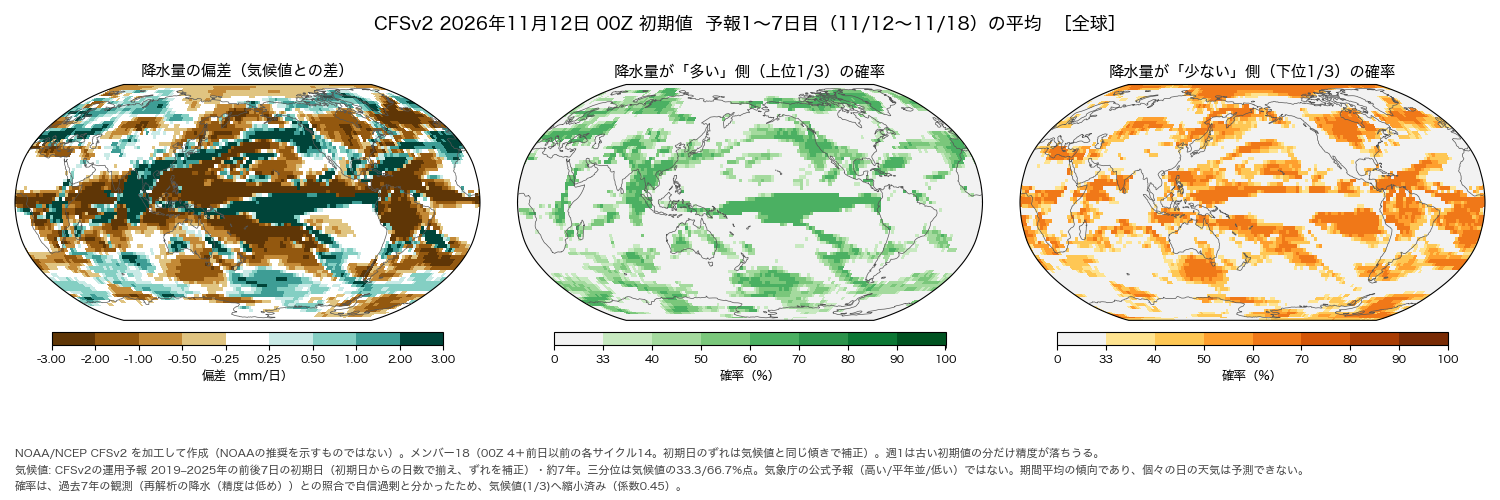 CFSv2 2026年11月12日 00Z 初期値　予報1～7日目（11/12～11/18）の平均　［全球］
降水量の偏差（気候値との差）
降水量が「多い」側（上位1/3）の確率
降水量が「少ない」側（下位1/3）の確率
-3.00 -2.00 -1.00 -0.50 -0.25 0.25 0.50 1.00 2.00 3.00
偏差（mm/日）
0 33 40 50 60 70 80 90 100
確率（%）
0 33 40 50 60 70 80 90 100
確率（%）
NOAA/NCEP CFSv2 を加工して作成（NOAAの推奨を示すものではない）。メンバー18（00Z 4＋前日以前の各サイクル14。初期日のずれは気候値と同じ傾きで補正）。週1は古い初期値の分だけ精度が落ちうる。
気候値: CFSv2の運用予報 2019–2025年の前後7日の初期日（初期日からの日数で揃え、ずれを補正）・約7年。三分位は気候値の33.3/66.7%点。気象庁の公式予報（高い/平年並/低い）ではない。期間平均の傾向であり、個々の日の天気は予測できない。
確率は、過去7年の観測（再解析の降水（精度は低め））との照合で自信過剰と分かったため、気候値(1/3)へ縮小済み（係数0.45）。